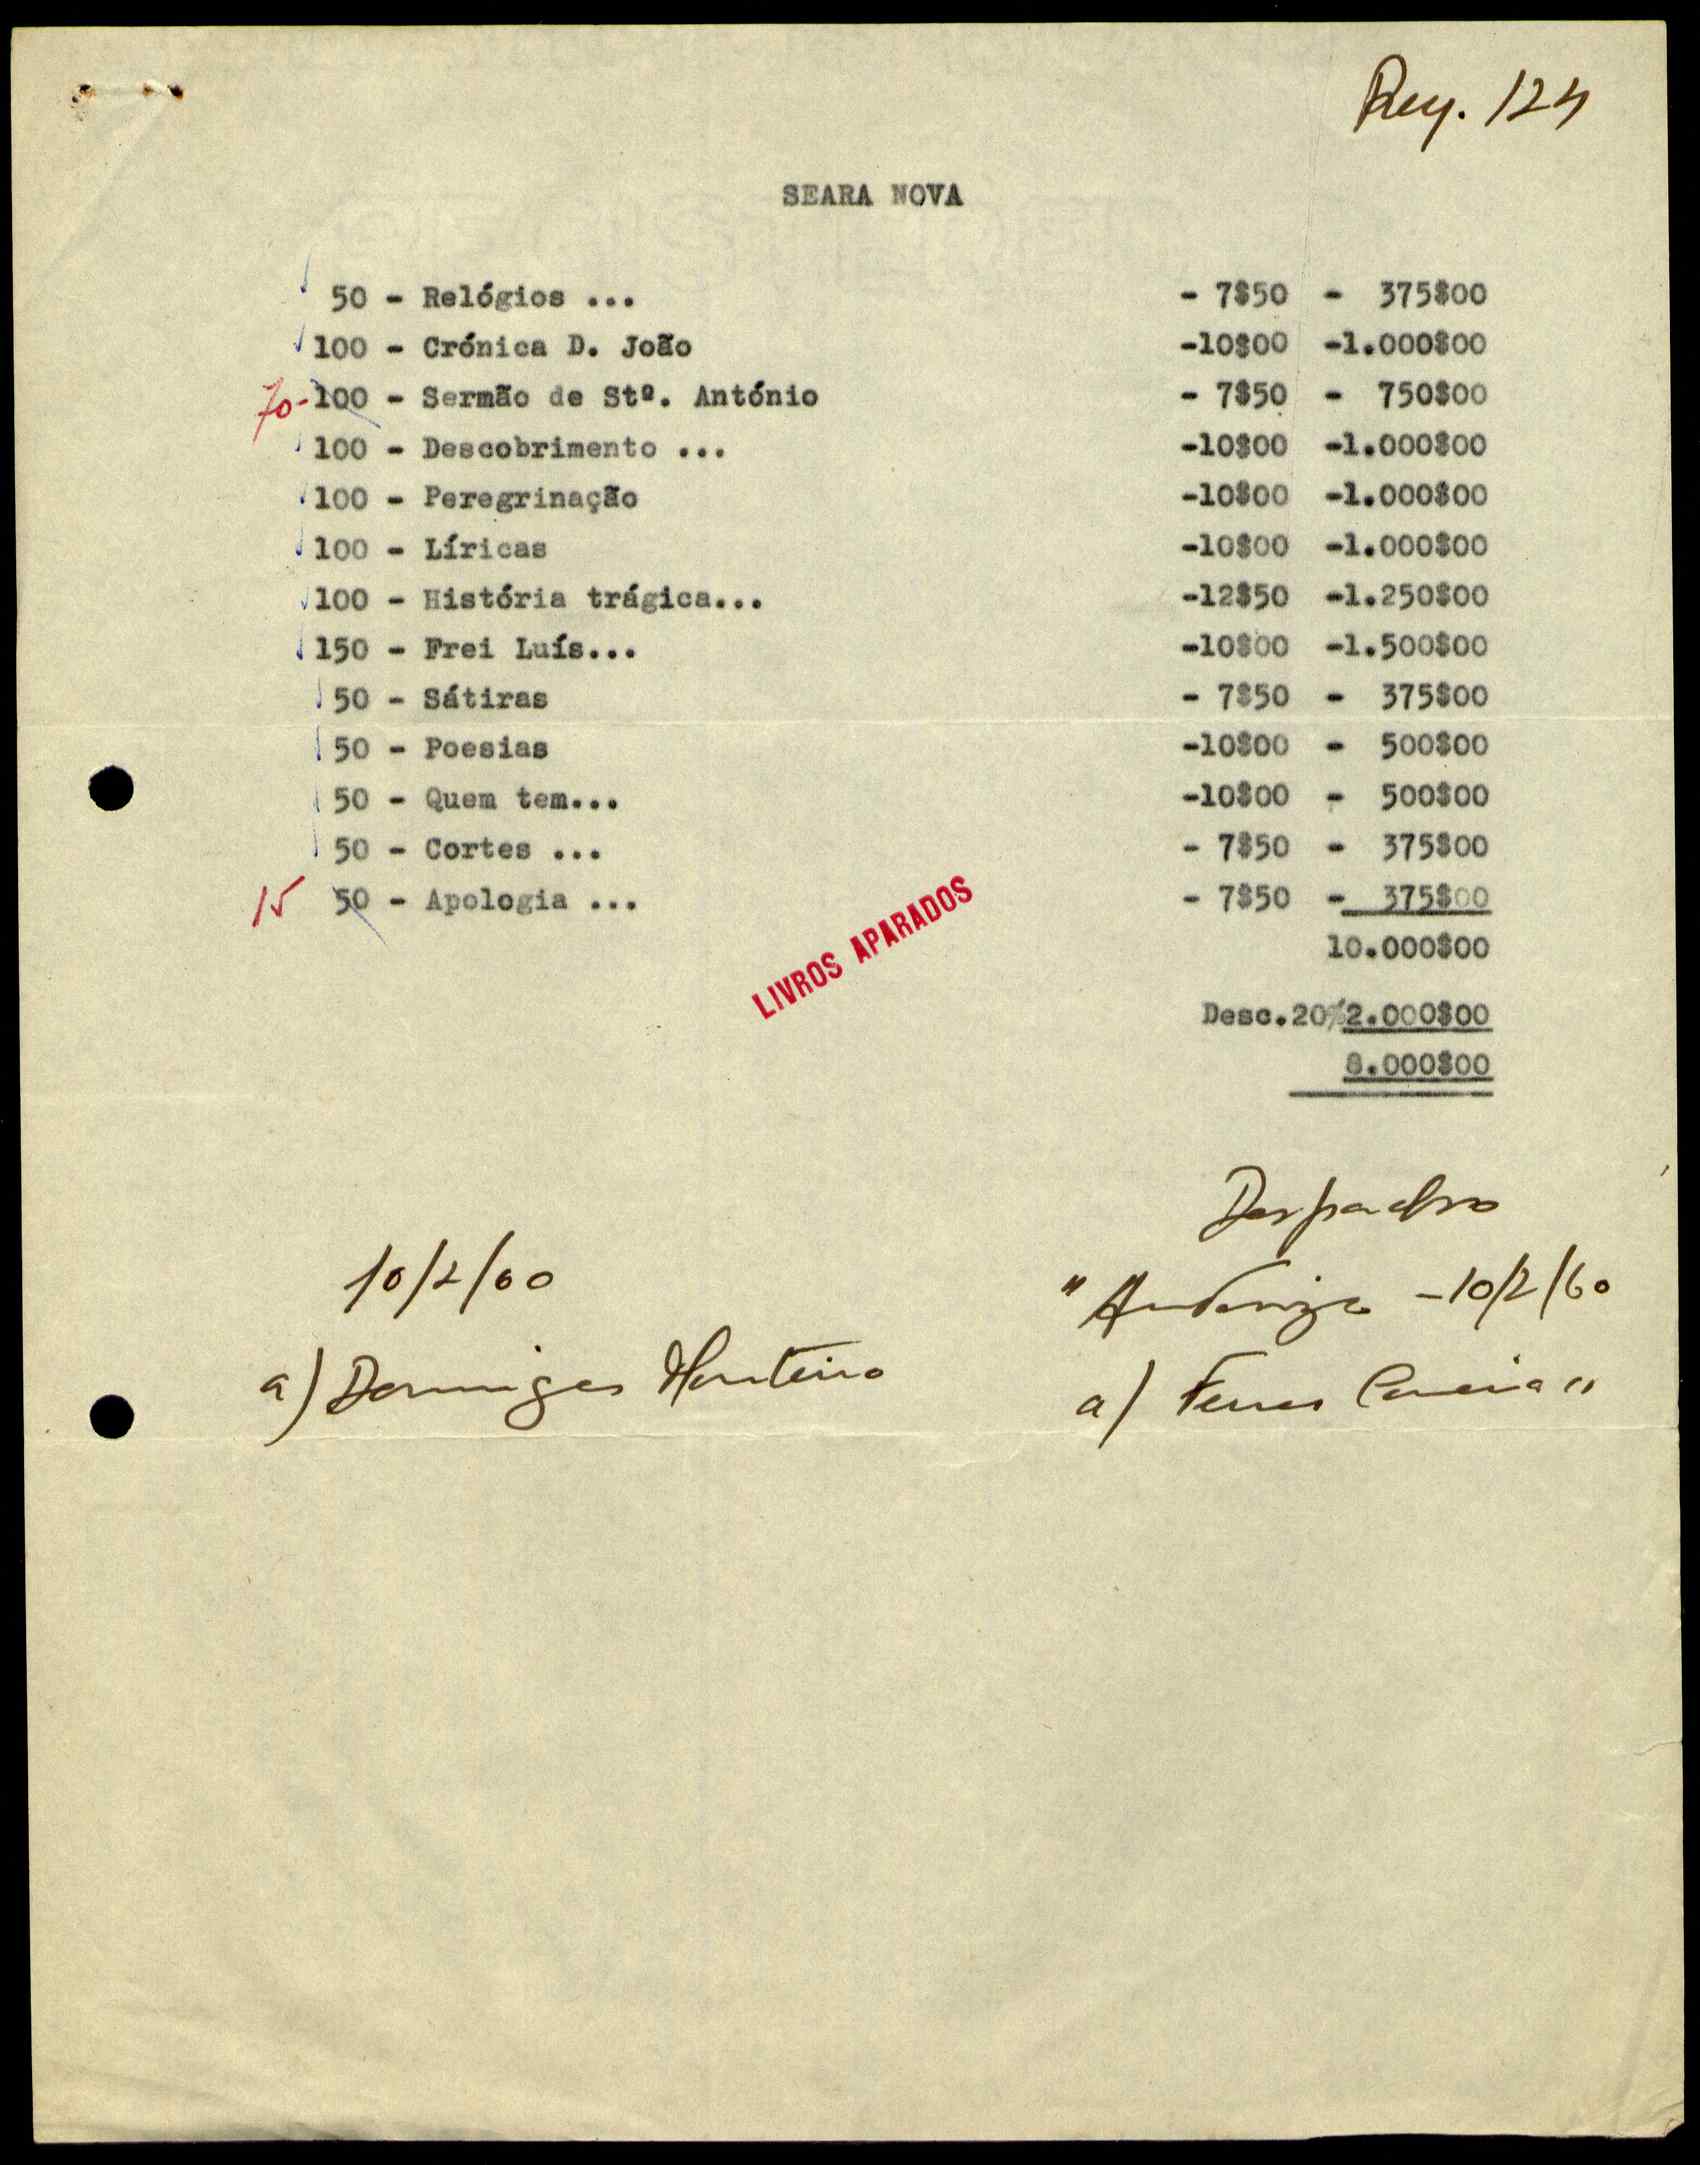 Req. 124
SEARA NOVA
50 - Relógios ... - 7$50 - 375$00
100 - Crónica D. João -10$00 -1.000$00
70- 100 - Sermão de Stº. António - 7$50 - 750$00
100 - Descobrimento ... -10$00 -1.000$00
100 - Peregrinação -10$00 -1.000$00
100 - Líricas -10$00 -1.000$00
100 - História trágica... -12$50 -1.250$00
150 - Frei Luís... -10$00 -1.500$00
50 - Sátiras - 7$50 - 375$00
50 - Poesias -10$00 - 500$00
50 - Quem tem... -10$00 - 500$00
50 - Cortes ... - 7$50 - 375$00
15 50 - Apologia ... - 7$50 - 375$00
LIVROS APARADOS
10.000$00
Desc.20% 2.000$00
8.000$00
Despacho
10/2/60
"Autorizo - 10/2/60
a) Domingos Monteiro
a) Ferrer Correia"